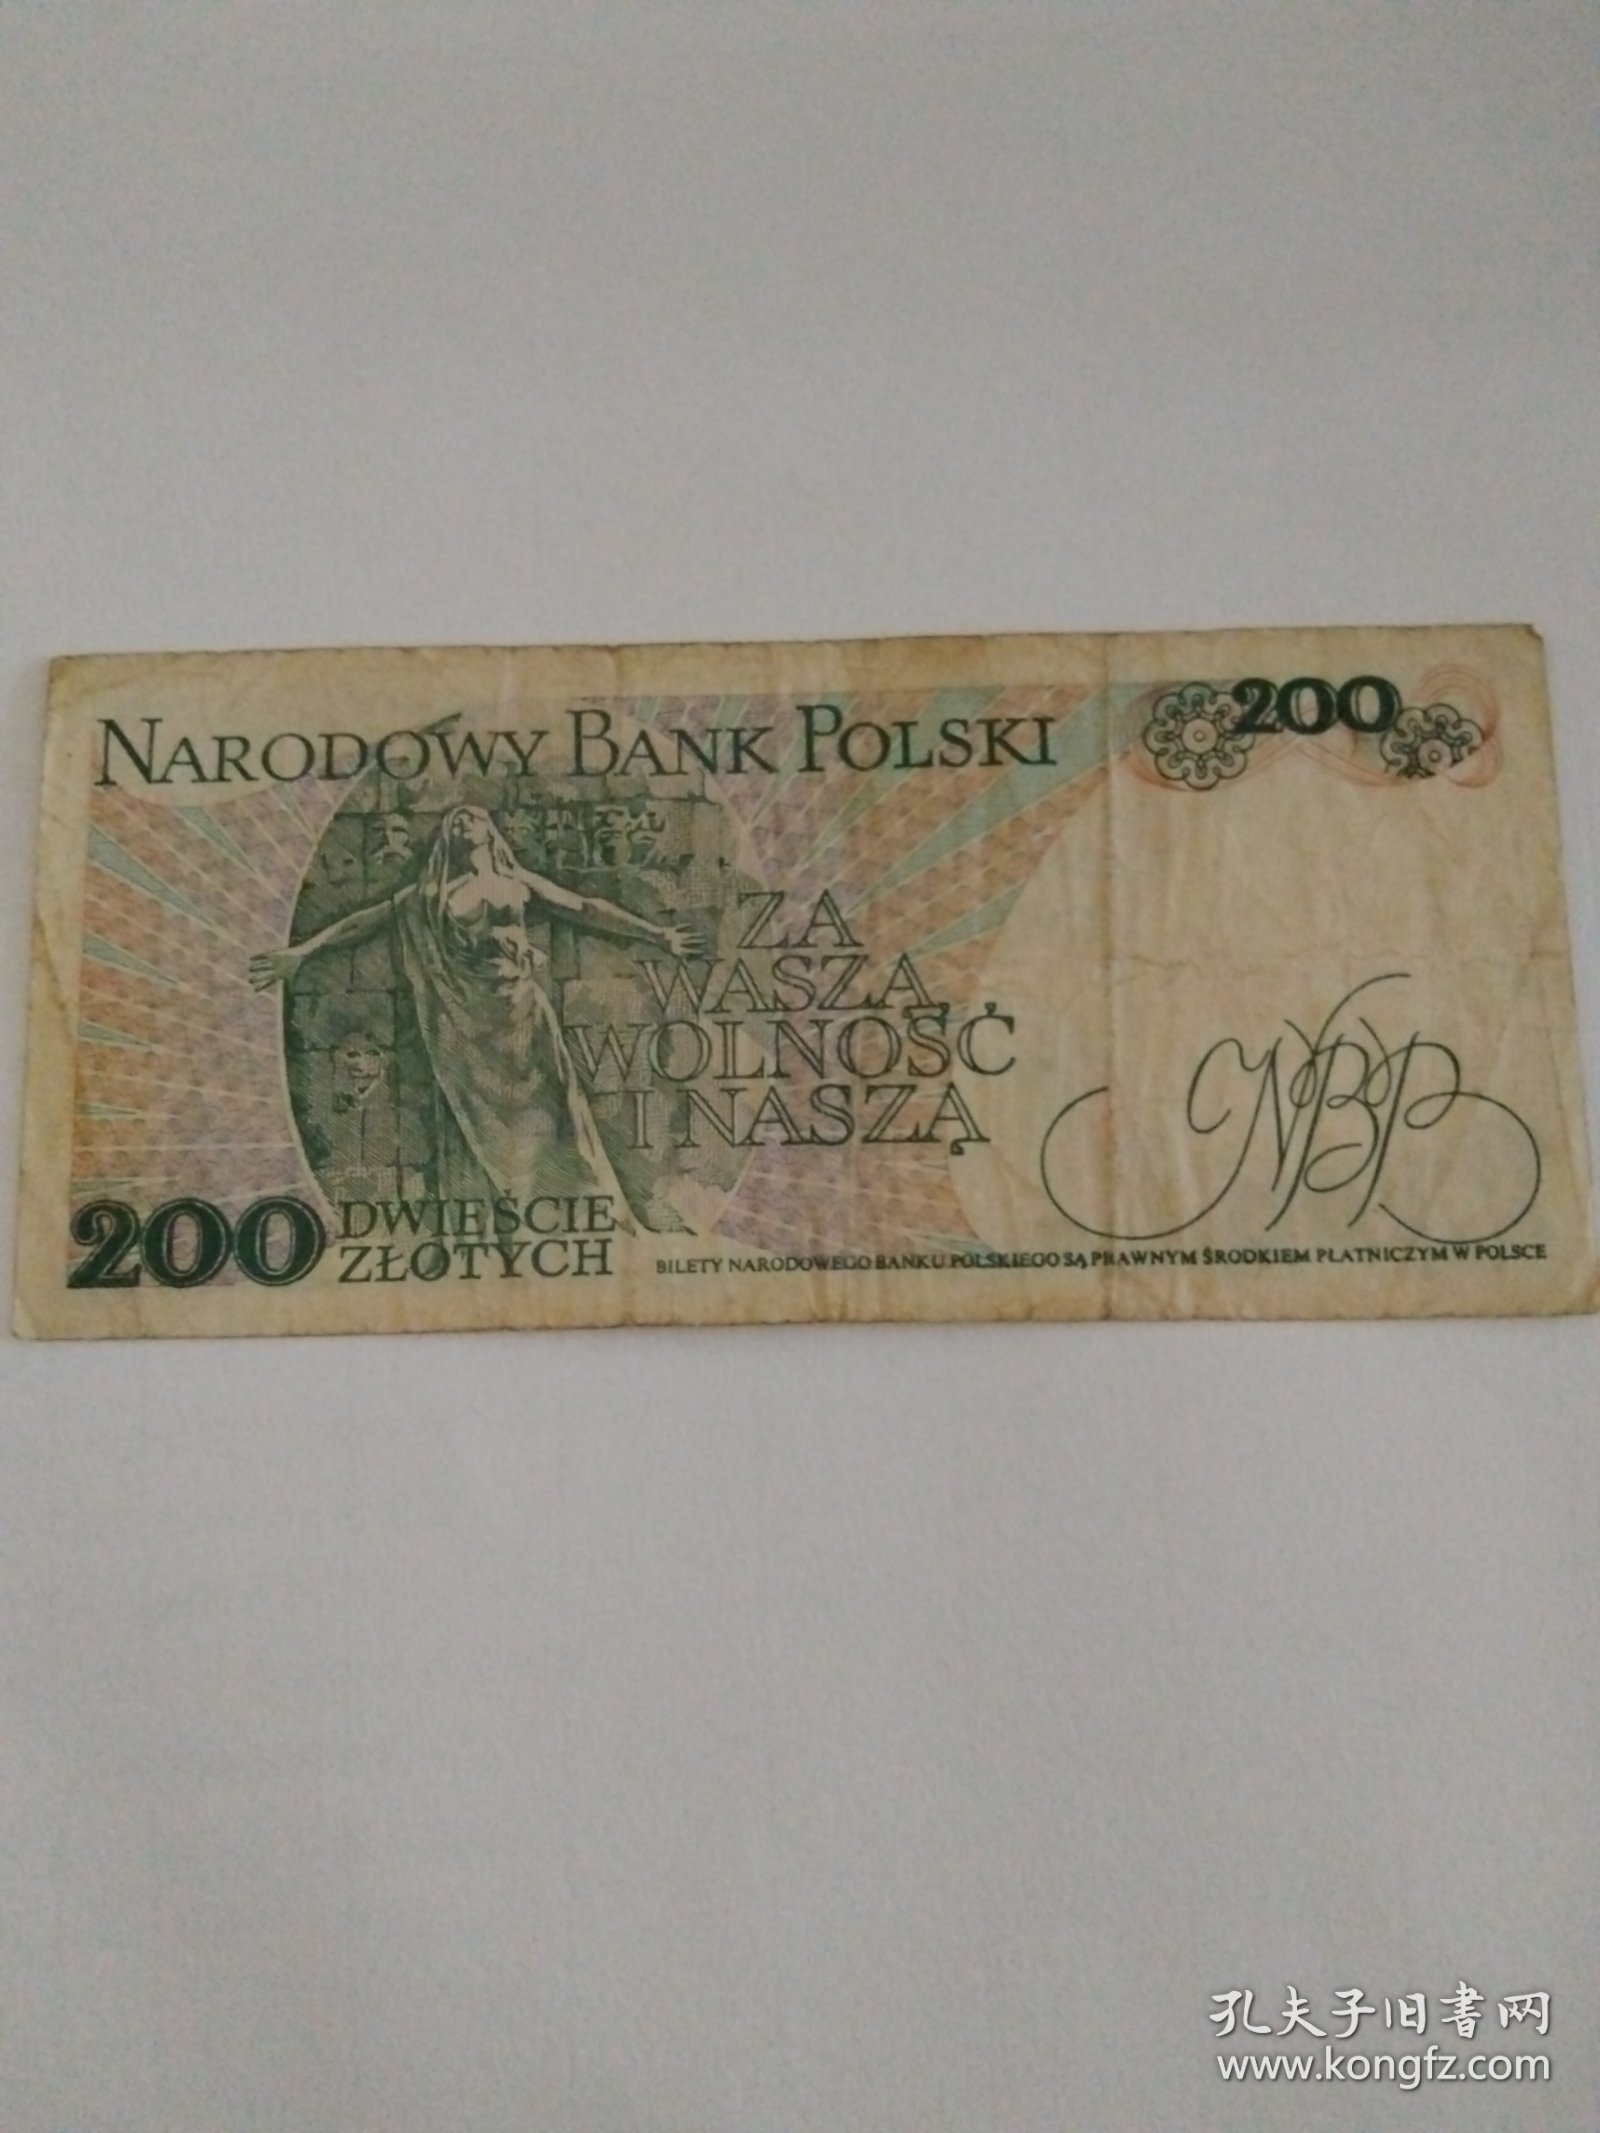 NARODOWY BANK POLSKI
200
ZA
WASZĄ
WOLNOŚĆ
I NASZĄ
NBP
200 DWIEŚCIE
ZŁOTYCH
BILETY NARODOWEGO BANKU POLSKIEGO SĄ PRAWNYM ŚRODKIEM PŁATNICZYM W POLSCE
孔夫子旧书网
www.kongfz.com